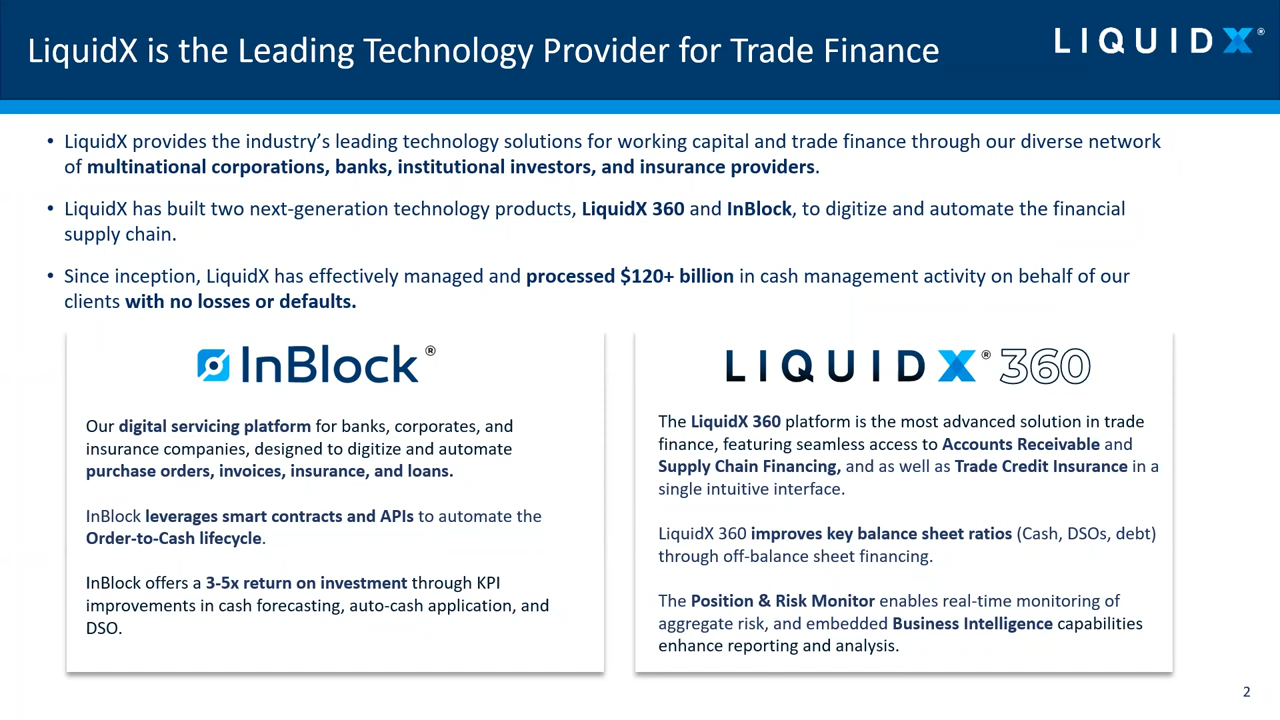 LiquidX is the Leading Technology Provider for Trade Finance
LIQUIDX®
• LiquidX provides the industry’s leading technology solutions for working capital and trade finance through our diverse network
of multinational corporations, banks, institutional investors, and insurance providers.
• LiquidX has built two next-generation technology products, LiquidX 360 and InBlock, to digitize and automate the financial
supply chain.
• Since inception, LiquidX has effectively managed and processed $120+ billion in cash management activity on behalf of our
clients with no losses or defaults.
InBlock®
Our digital servicing platform for banks, corporates, and
insurance companies, designed to digitize and automate
purchase orders, invoices, insurance, and loans.
InBlock leverages smart contracts and APIs to automate the
Order-to-Cash lifecycle.
InBlock offers a 3-5x return on investment through KPI
improvements in cash forecasting, auto-cash application, and
DSO.
LIQUIDX® 360
The LiquidX 360 platform is the most advanced solution in trade
finance, featuring seamless access to Accounts Receivable and
Supply Chain Financing, and as well as Trade Credit Insurance in a
single intuitive interface.
LiquidX 360 improves key balance sheet ratios (Cash, DSOs, debt)
through off-balance sheet financing.
The Position & Risk Monitor enables real-time monitoring of
aggregate risk, and embedded Business Intelligence capabilities
enhance reporting and analysis.
2